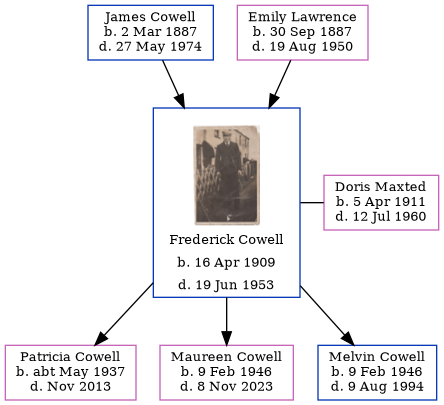 James Cowell
b. 2 Mar 1887
d. 27 May 1974
Emily Lawrence
b. 30 Sep 1887
d. 19 Aug 1950
Frederick Cowell
b. 16 Apr 1909
d. 19 Jun 1953
Doris Maxted
b. 5 Apr 1911
d. 12 Jul 1960
Patricia Cowell
b. abt May 1937
d. Nov 2013
Maureen Cowell
b. 9 Feb 1946
d. 8 Nov 2023
Melvin Cowell
b. 9 Feb 1946
d. 9 Aug 1994